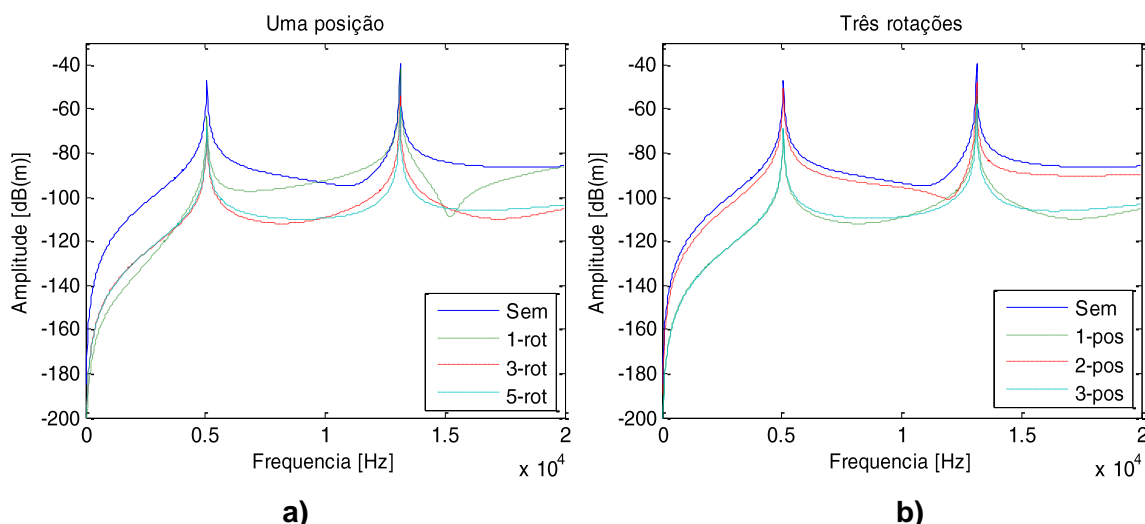 Uma posição
Amplitude [dB(m)]
-40
-60
-80
-100
-120
-140
-160
-180
-200
Sem
1-rot
3-rot
5-rot
0
0.5
1
1.5
2
Frequencia [Hz]
x 10^4
a)
Três rotações
Amplitude [dB(m)]
-40
-60
-80
-100
-120
-140
-160
-180
-200
Sem
1-pos
2-pos
3-pos
0
0.5
1
1.5
2
Frequencia [Hz]
x 10^4
b)